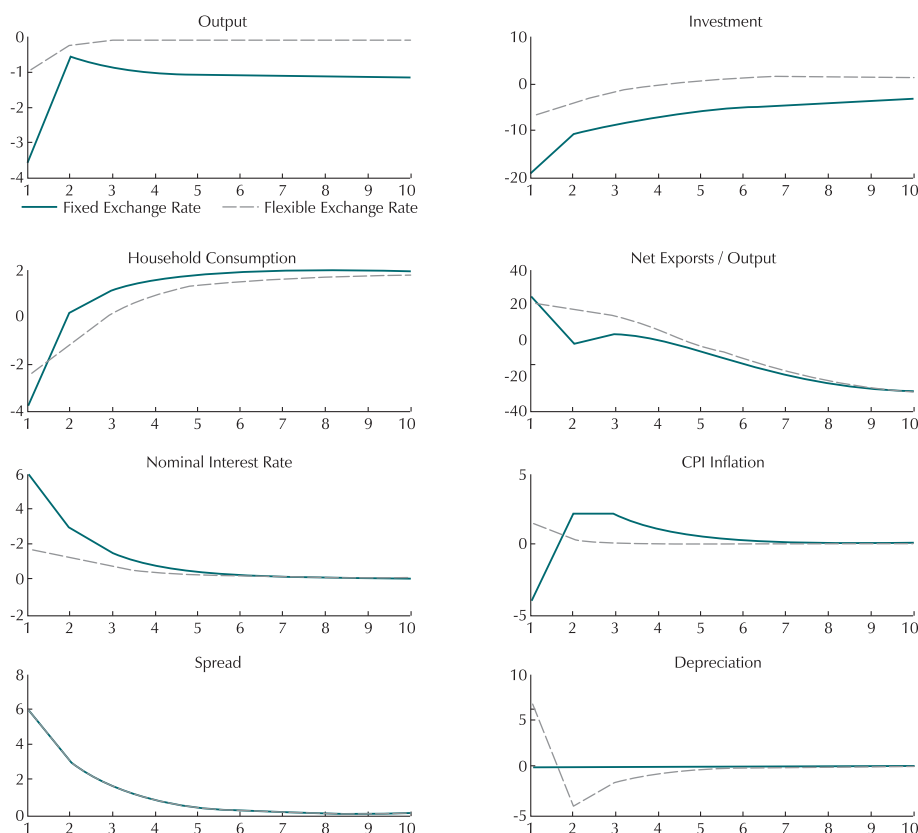 Output
0
-1
-2
-3
-4
1 2 3 4 5 6 7 8 9 10
Fixed Exchange Rate Flexible Exchange Rate
Investment
10
0
-10
-20
1 2 3 4 5 6 7 8 9 10
Household Consumption
2
0
-2
-4
1 2 3 4 5 6 7 8 9 10
Net Exporsts / Output
40
20
0
-20
-40
1 2 3 4 5 6 7 8 9 10
Nominal Interest Rate
6
4
-2
0
-2
1 2 3 4 5 6 7 8 9 10
CPI Inflation
5
0
-5
1 2 3 4 5 6 7 8 9 10
Spread
8
6
4
2
0
1 2 3 4 5 6 7 8 9 10
Depreciation
10
5
0
-5
1 2 3 4 5 6 7 8 9 10